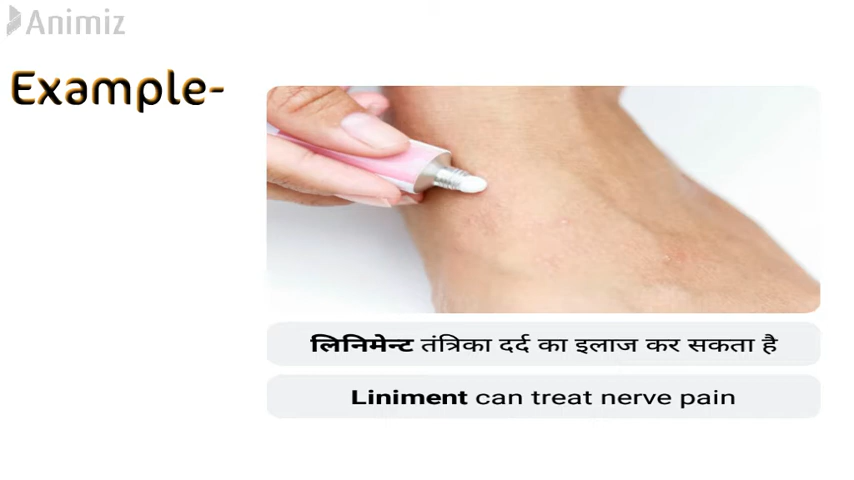 Animiz
Example-
लिनिमेन्ट तंत्रिका दर्द का इलाज कर सकता है
Liniment can treat nerve pain